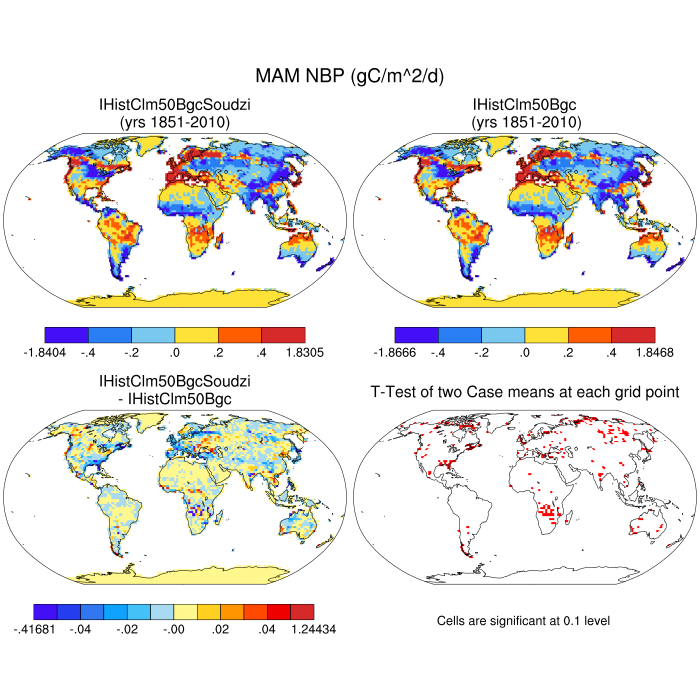 MAM NBP (gC/m^2/d)
IHistClm50BgcSoudzi
(yrs 1851-2010)
IHistClm50Bgc
(yrs 1851-2010)
-1.8404 -.4 -.2 .0 .2 .4 1.8305
-1.8666 -.4 -.2 .0 .2 .4 1.8468
IHistClm50BgcSoudzi
- IHistClm50Bgc
T-Test of two Case means at each grid point
-.41681 -.04 -.02 -.00 .02 .04 1.24434
Cells are significant at 0.1 level